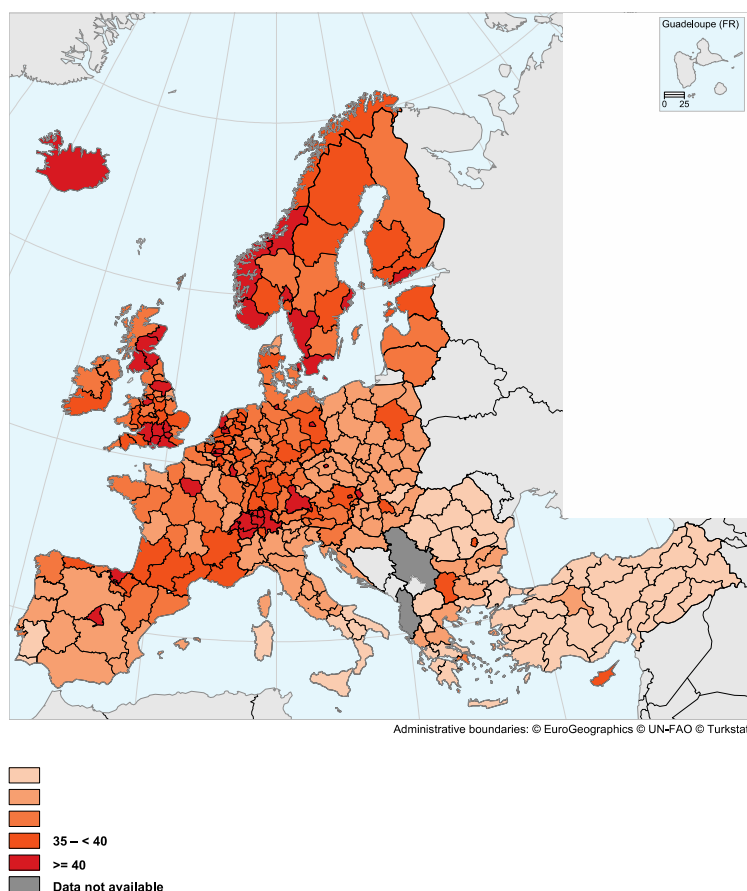 Guadeloupe (FR)
0 25
Administrative boundaries: © EuroGeographics © UN-FAO © Turkstat
35 – < 40
>= 40
Data not available